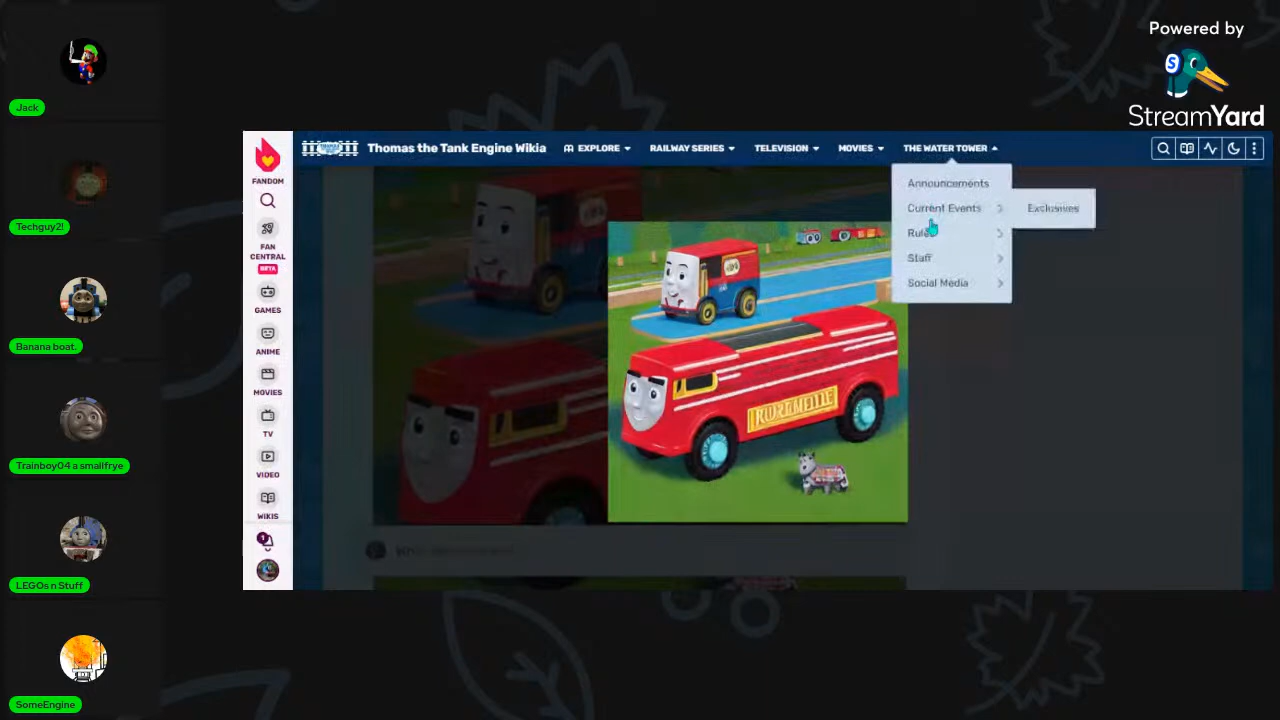 Powered by
StreamYard
Jack
Techguy2!
Banana boat.
Trainboy04 a smailfrye
LEGOs n Stuff
SomeEngine
FANDOM
FAN CENTRAL
BETA
GAMES
ANIME
MOVIES
TV
VIDEO
WIKIS
1
Thomas the Tank Engine Wikia
EXPLORE
RAILWAY SERIES
TELEVISION
MOVIES
THE WATER TOWER
Announcements
Current Events
Exclusives
Rules
Staff
Social Media